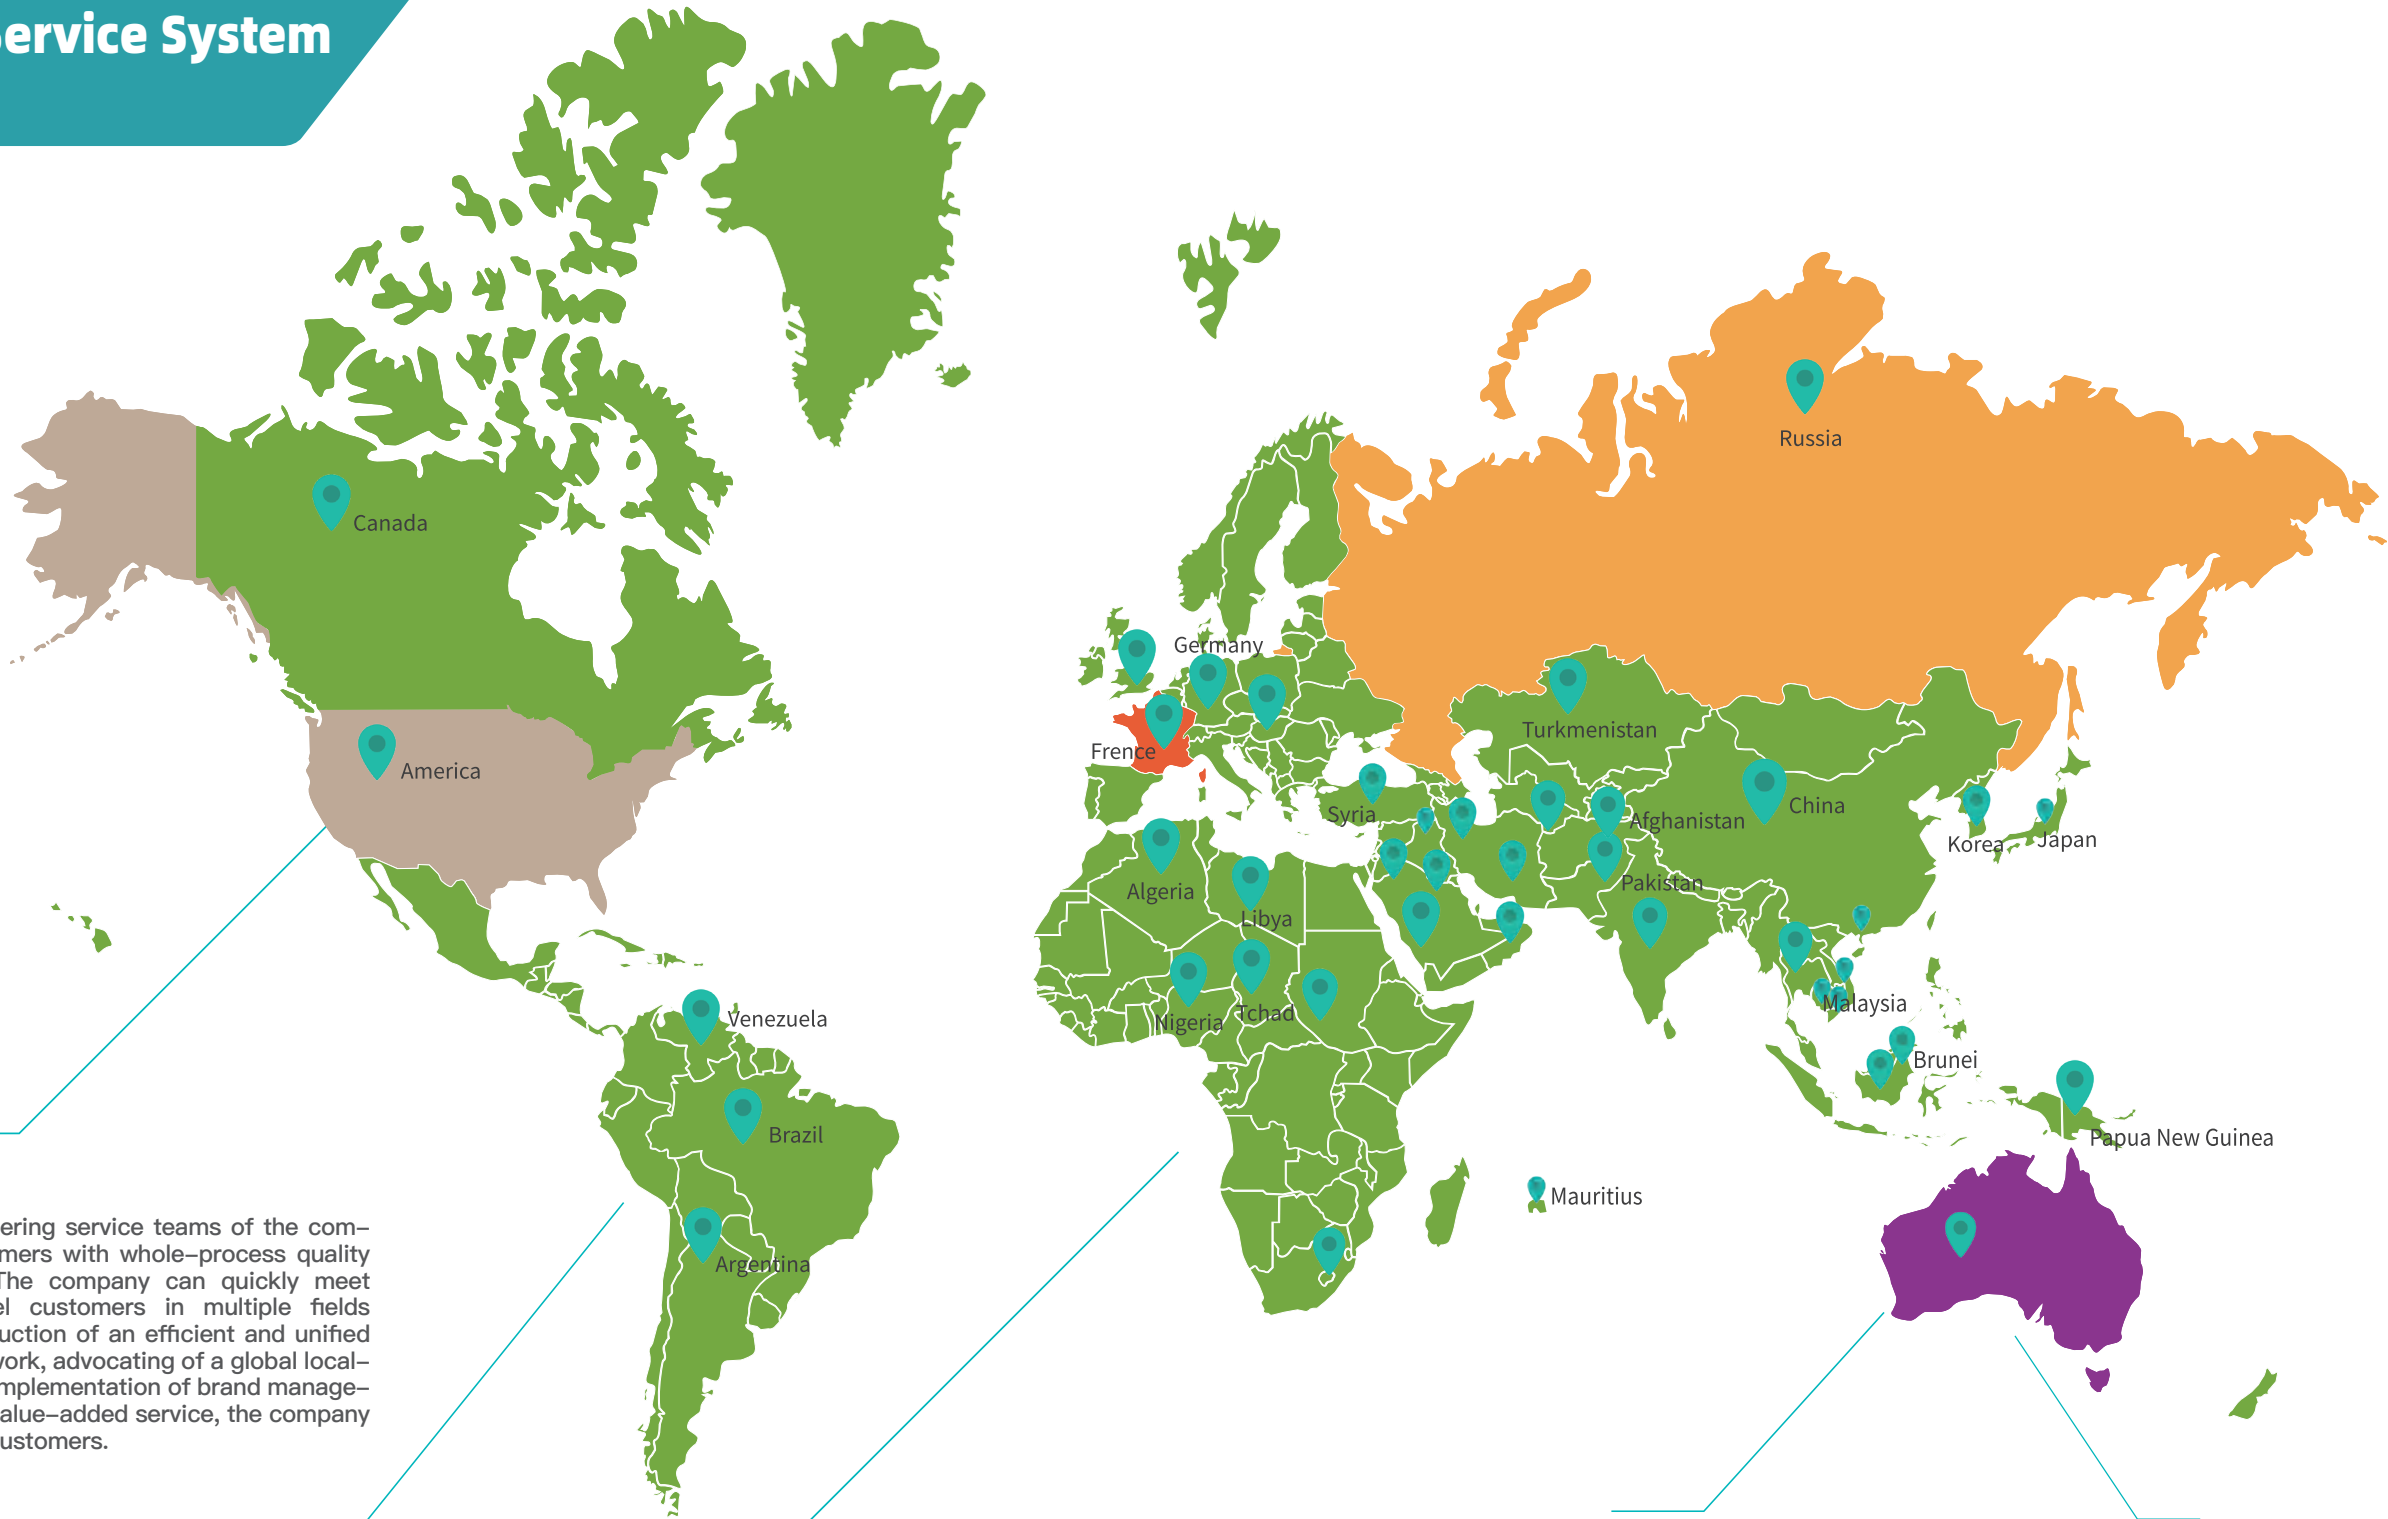 Service System
Russia
Canada
Germany
Turkmenistan
Frence
America
China
Syria
Afghanistan
Korea
Japan
Pakistan
Algeria
Libya
Malaysia
Tchad
Nigeria
Venezuela
Brunei
Brazil
Papua New Guinea
Mauritius
Argentina
ering service teams of the com–
mers with whole–process quality
The company can quickly meet
el customers in multiple fields
uction of an efficient and unified
work, advocating of a global local–
mplementation of brand manage–
alue–added service, the company
ustomers.